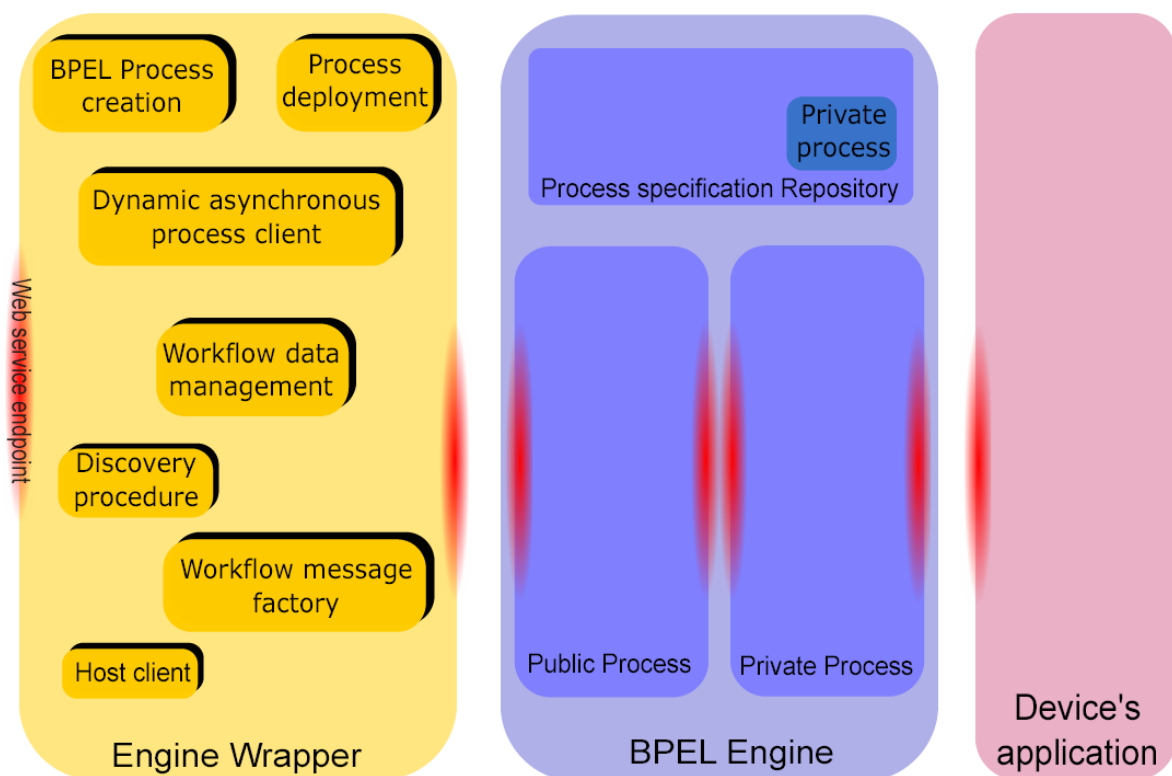 BPEL Process
creation
Process
deployment
Dynamic asynchronous
process client
Web service endpoint
Workflow data
management
Discovery
procedure
Workflow message
factory
Host client
Engine Wrapper
Private
process
Process specification Repository
Public Process
Private Process
BPEL Engine
Device's
application